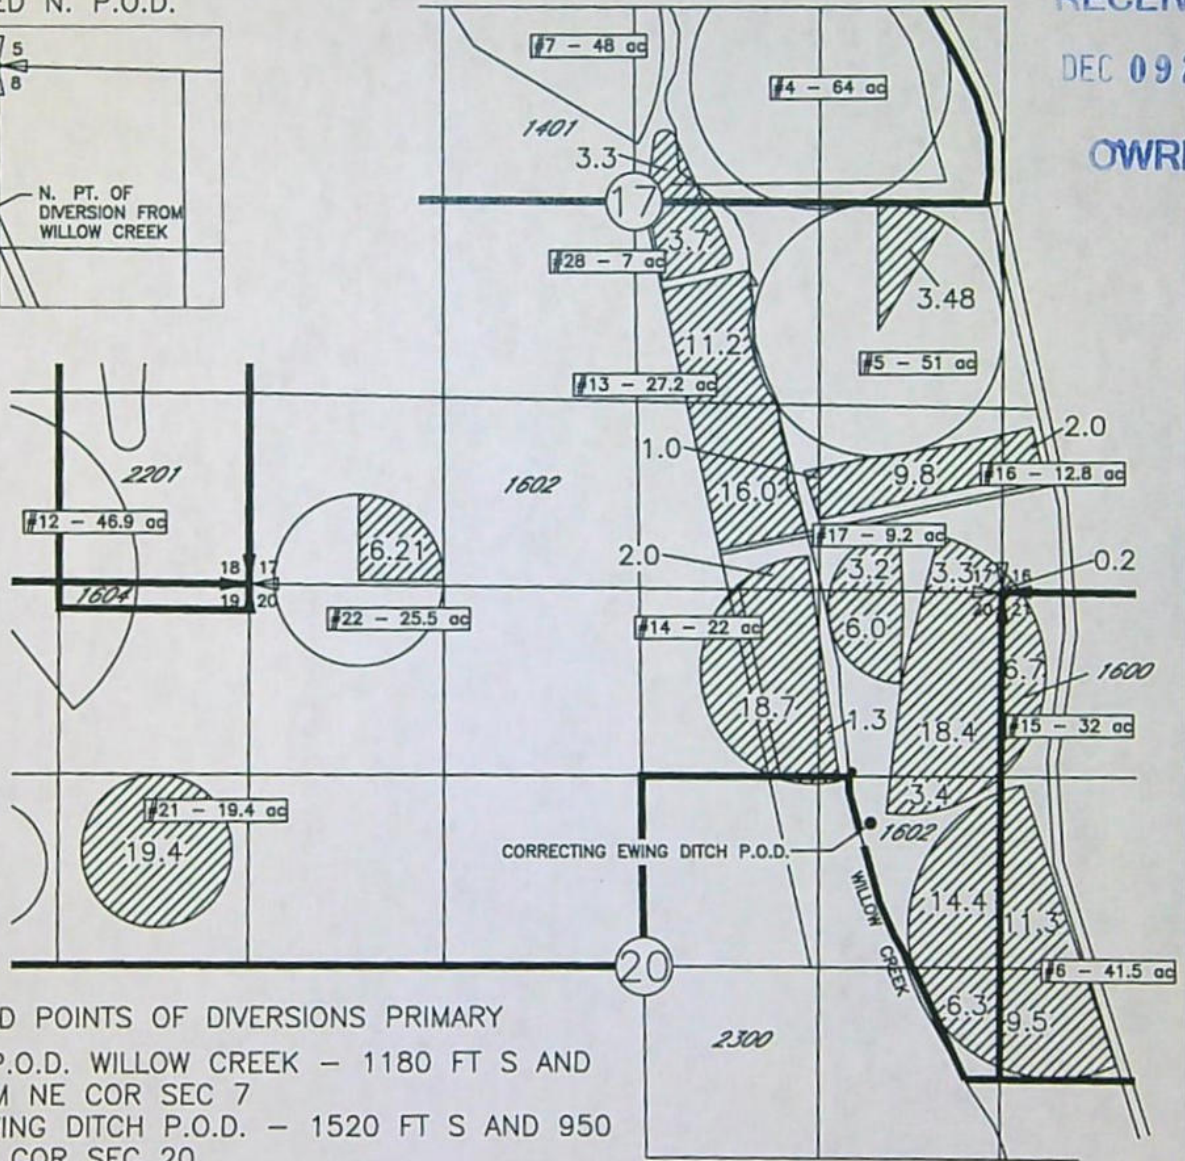 ED N. P.O.D.
5
8
N. PT. OF
DIVERSION FROM
WILLOW CREEK
DEC 09
OWRD
#7 - 48 ac
#4 - 64 ac
1401
3.3
17
3.7
#28 - 7 ac
3.48
11.2
#5 - 51 ac
#13 - 27.2 ac
2.0
1.0
2201
1602
16.0
9.8
#16 - 12.8 ac
#12 - 46.9 ac
6.21
#17 - 9.2 ac
2.0
3.2
3.3
0.2
18 17
19 20
17 16
20 21
1604
#22 - 25.5 ac
#14 - 22 ac
6.0
6.7
1600
18.7
1.3
18.4
#15 - 32 ac
3.4
#21 - 19.4 ac
1602
19.4
CORRECTING EWING DITCH P.O.D.
WILLOW CREEK
14.4
11.3
20
#6 - 41.5 ac
6.3
9.5
2300
D POINTS OF DIVERSIONS PRIMARY
P.O.D. WILLOW CREEK - 1180 FT S AND
M NE COR SEC 7
ING DITCH P.O.D. - 1520 FT S AND 950
COR SEC 20